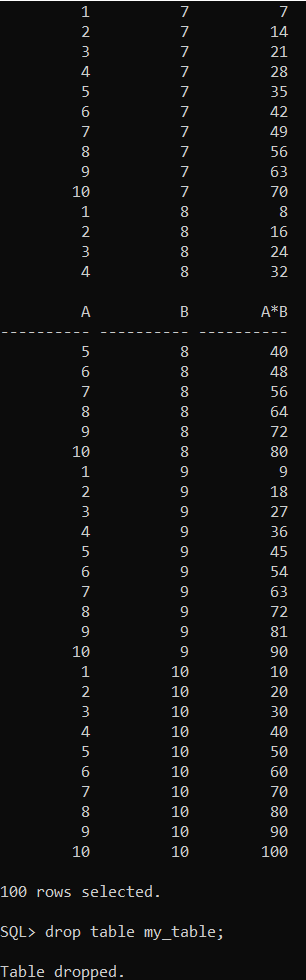 1 7 7
2 7 14
3 7 21
4 7 28
5 7 35
6 7 42
7 7 49
8 7 56
9 7 63
10 7 70
1 8 8
2 8 16
3 8 24
4 8 32
A B A*B
---------- ---------- ----------
5 8 40
6 8 48
7 8 56
8 8 64
9 8 72
10 8 80
1 9 9
2 9 18
3 9 27
4 9 36
5 9 45
6 9 54
7 9 63
8 9 72
9 9 81
10 9 90
1 10 10
2 10 20
3 10 30
4 10 40
5 10 50
6 10 60
7 10 70
8 10 80
9 10 90
10 10 100
100 rows selected.
SQL> drop table my_table;
Table dropped.